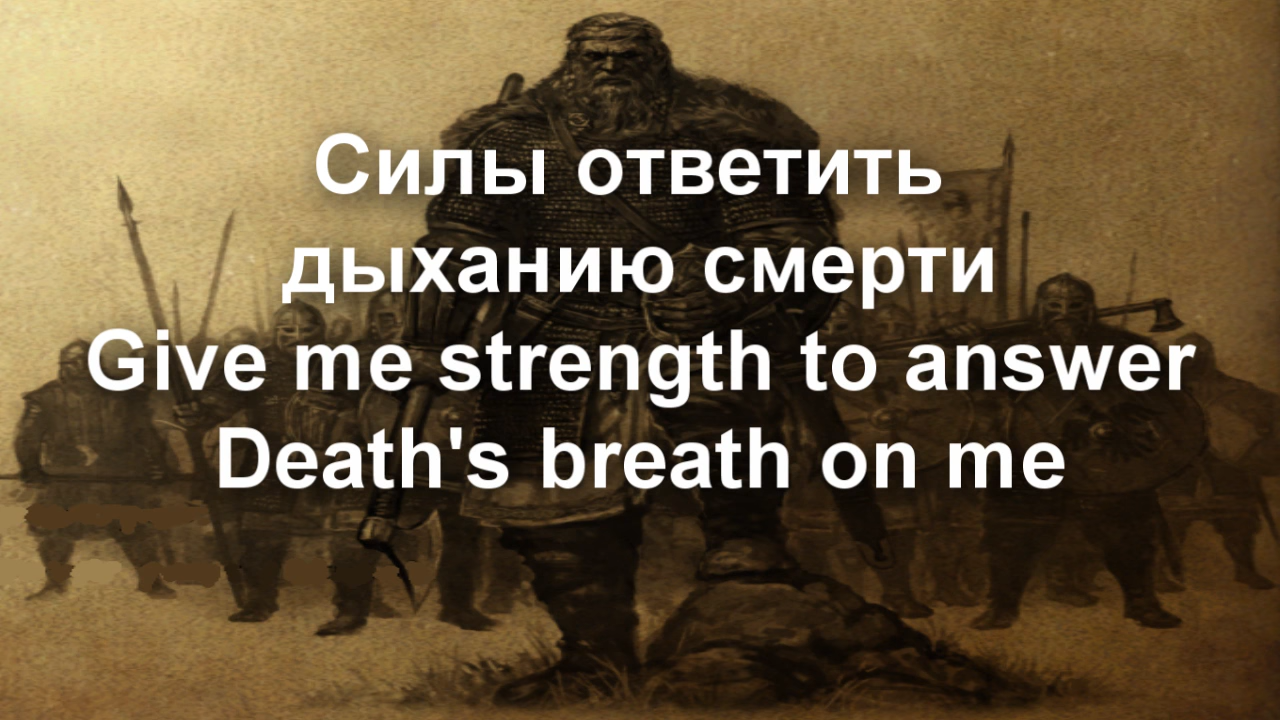 Силы ответить
дыханию смерти
Give me strength to answer
Death's breath on me